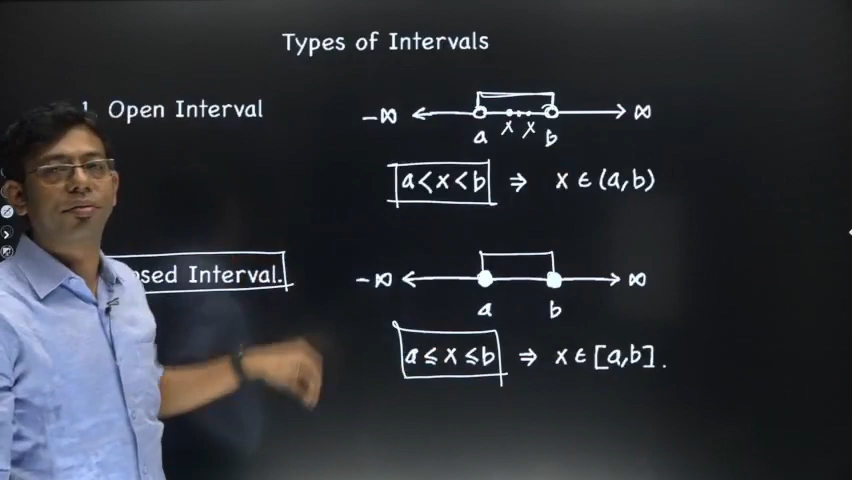 Types of Intervals
1. Open Interval
-∞ ∞
a x x b
a<x<b ⇒ x ∈ (a,b)
osed Interval.
-∞ ∞
a b
a ≤ x ≤ b ⇒ x ∈ [a,b].